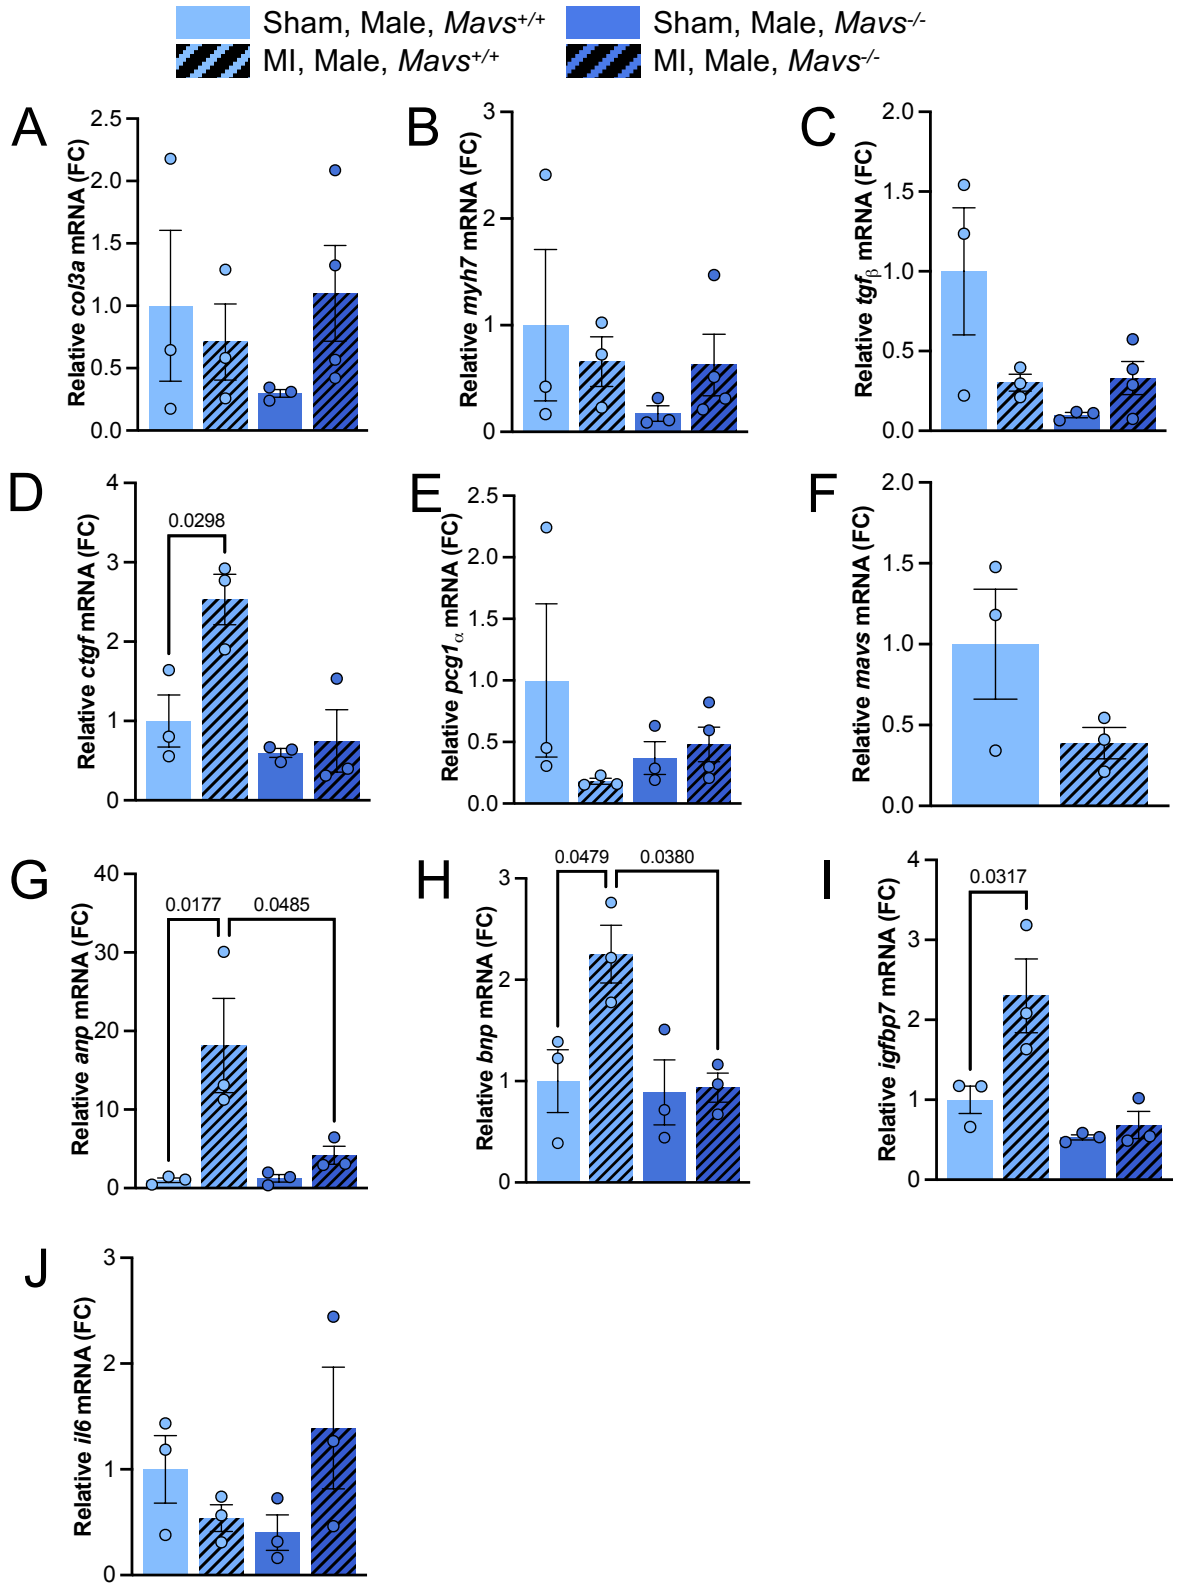 Sham, Male, Mavs+/+ Sham, Male, Mavs-/-
MI, Male, Mavs+/+ MI, Male, Mavs-/-
A
Relative col3a mRNA (FC)
2.5
2.0
1.5
1.0
0.5
0.0
B
Relative myh7 mRNA (FC)
3
2
1
0
C
Relative tgfβ mRNA (FC)
2.0
1.5
1.0
0.5
0.0
D
Relative ctgf mRNA (FC)
4
3
2
1
0
0.0298
E
Relative pcg1α mRNA (FC)
2.5
2.0
1.5
1.0
0.5
0.0
F
Relative mavs mRNA (FC)
2.0
1.5
1.0
0.5
0.0
G
Relative anp mRNA (FC)
40
30
20
10
0
0.0177
0.0485
H
Relative bnp mRNA (FC)
3
2
1
0
0.0479
0.0380
I
Relative igfbp7 mRNA (FC)
4
3
2
1
0
0.0317
J
Relative il6 mRNA (FC)
3
2
1
0